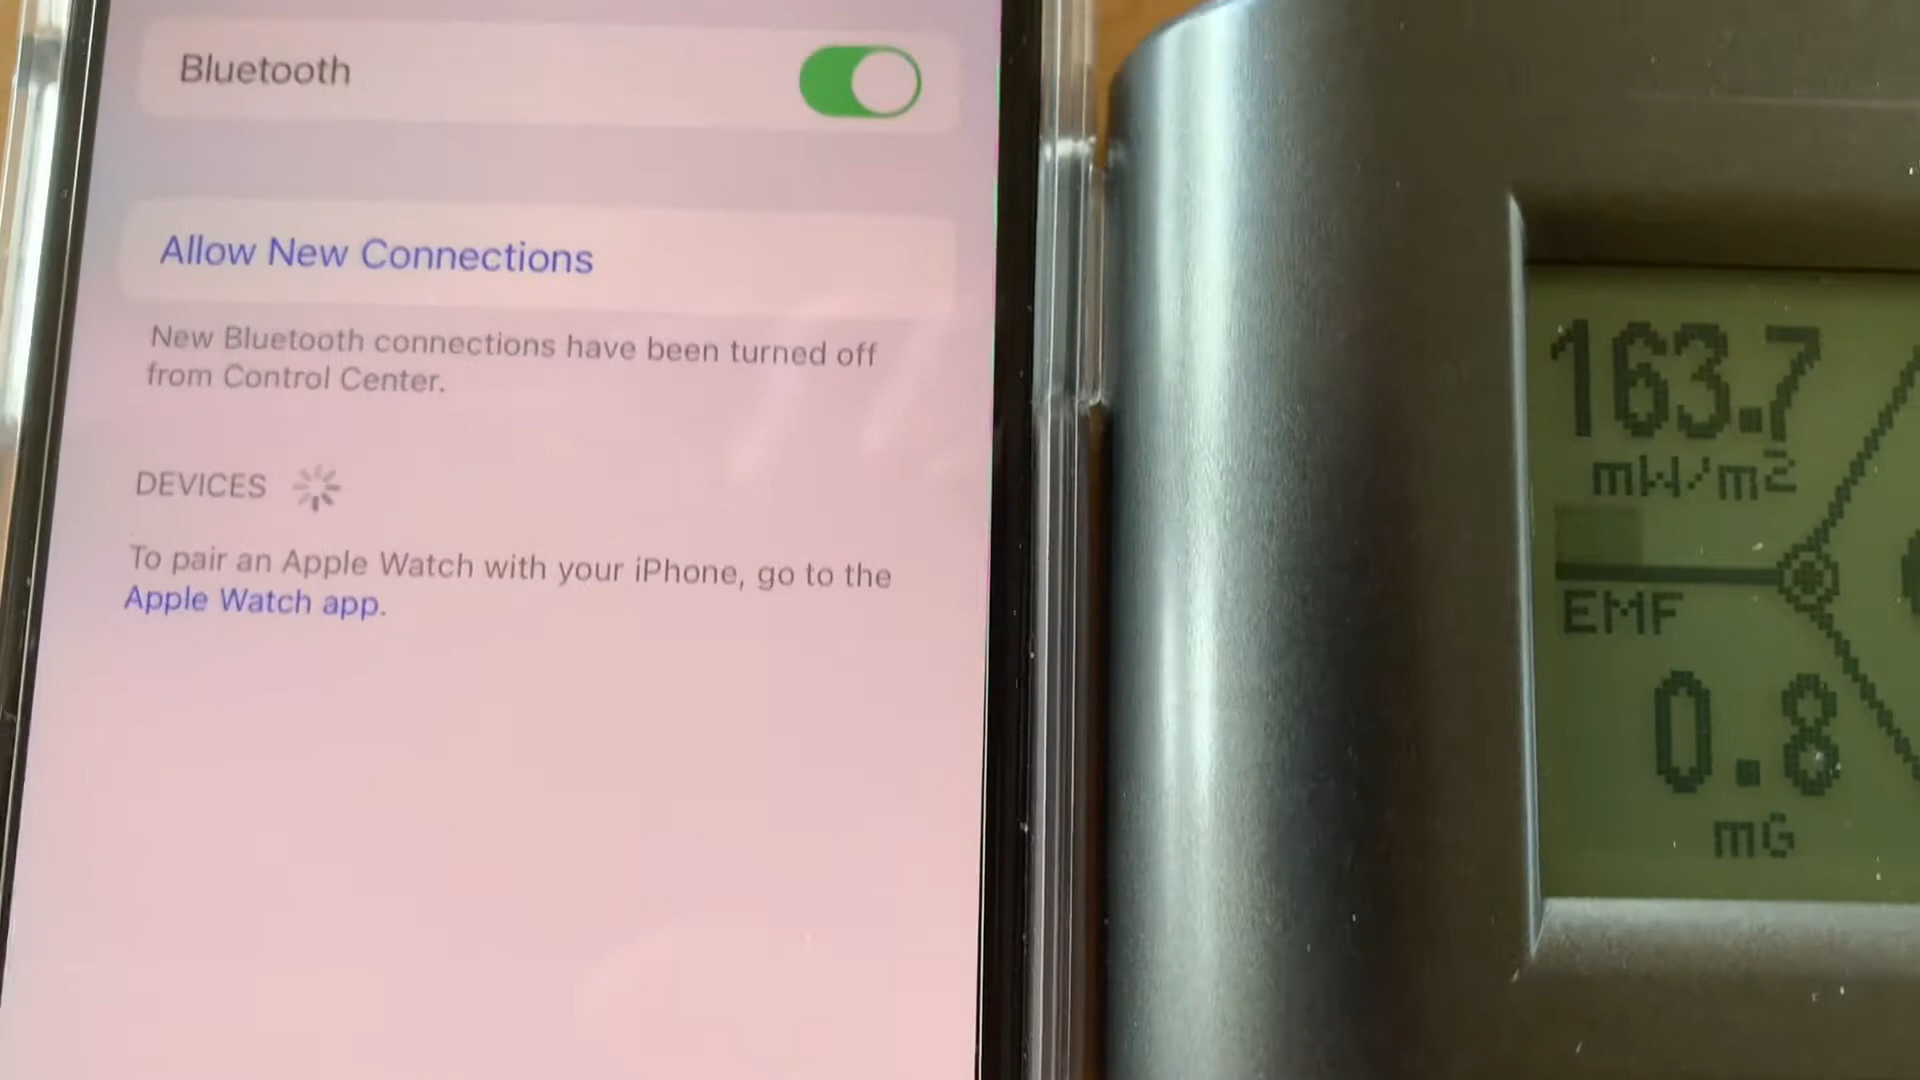 Bluetooth
Allow New Connections
New Bluetooth connections have been turned off
from Control Center.
DEVICES
To pair an Apple Watch with your iPhone, go to the
Apple Watch app.
163.7
mW/m2
EMF
0.8
mG